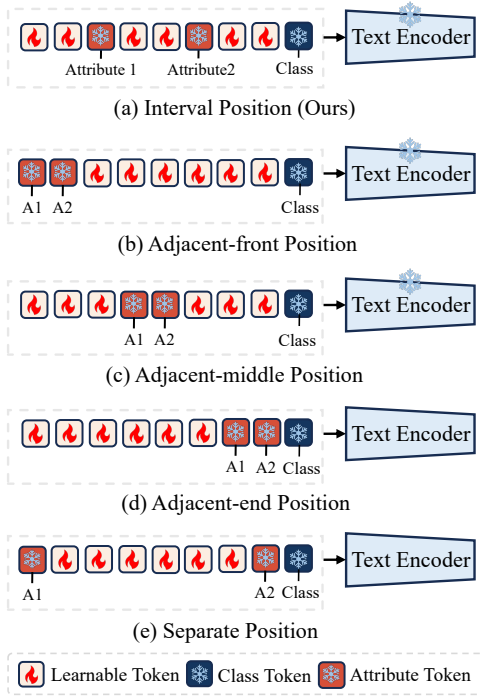 Attribute 1 Attribute2 Class Text Encoder
(a) Interval Position (Ours)
A1 A2 Class Text Encoder
(b) Adjacent-front Position
A1 A2 Class Text Encoder
(c) Adjacent-middle Position
A1 A2 Class Text Encoder
(d) Adjacent-end Position
A1 A2 Class Text Encoder
(e) Separate Position
Learnable Token Class Token Attribute Token